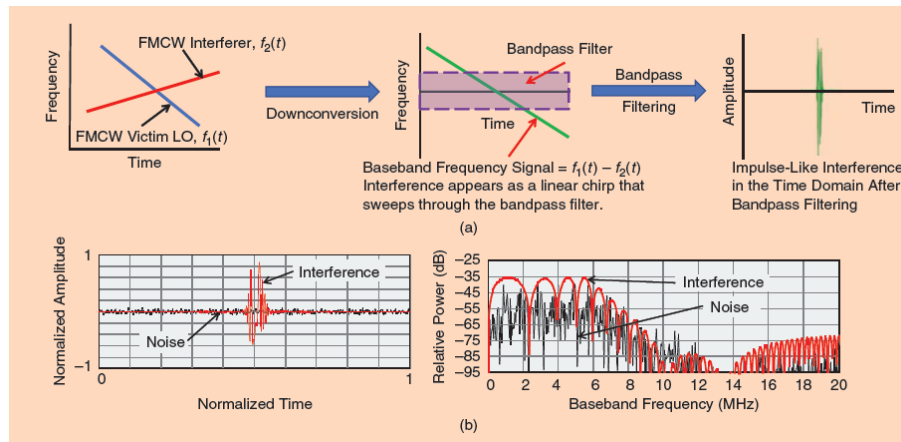 FMCW Interferer, f2(t)
Frequency
FMCW Victim LO, f1(t)
Time
Downconversion
Bandpass Filter
Frequency
Time
Baseband Frequency Signal = f1(t) – f2(t)
Interference appears as a linear chirp that
sweeps through the bandpass filter.
Bandpass
Filtering
Amplitude
Time
Impulse-Like Interference
in the Time Domain After
Bandpass Filtering
(a)
Normalized Amplitude
1
Interference
Noise
–1
0
1
Normalized Time
Relative Power (dB)
–25
–35
–45
–55
–65
–75
–85
–95
Interference
Noise
0 2 4 6 8 10 12 14 16 18 20
Baseband Frequency (MHz)
(b)